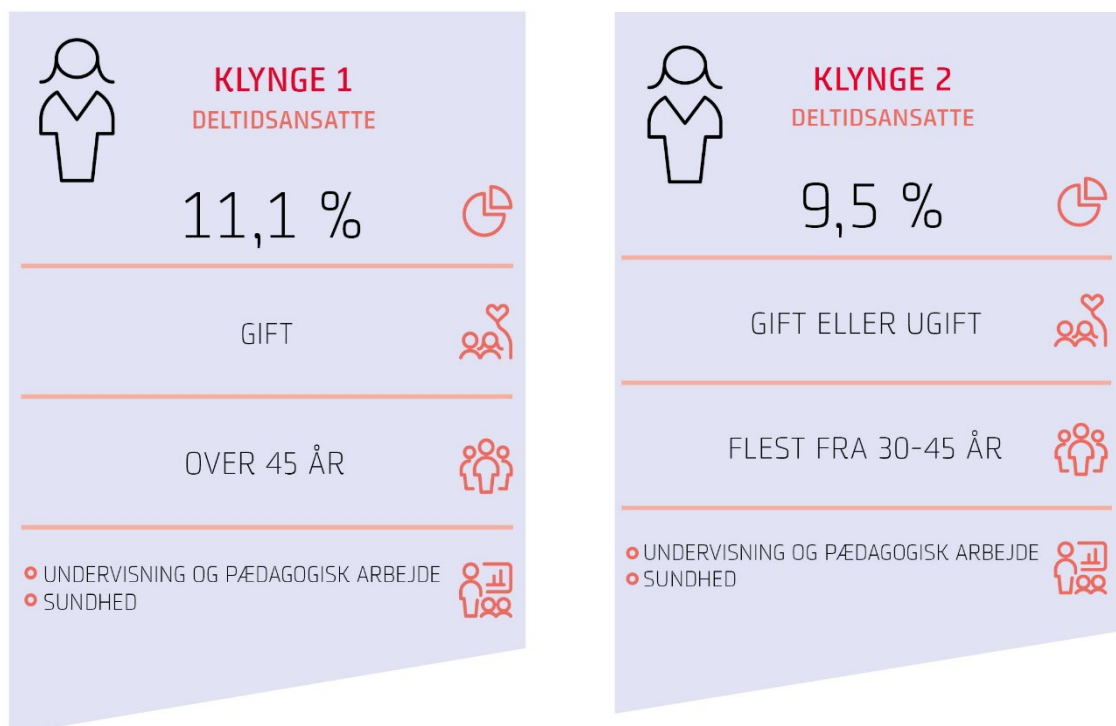 KLYNGE 1
DELTIDSANSATTE
11,1 %
GIFT
OVER 45 ÅR
UNDERVISNING OG PÆDAGOGISK ARBEJDE
SUNDHED
KLYNGE 2
DELTIDSANSATTE
9,5 %
GIFT ELLER UGIFT
FLEST FRA 30-45 ÅR
UNDERVISNING OG PÆDAGOGISK ARBEJDE
SUNDHED